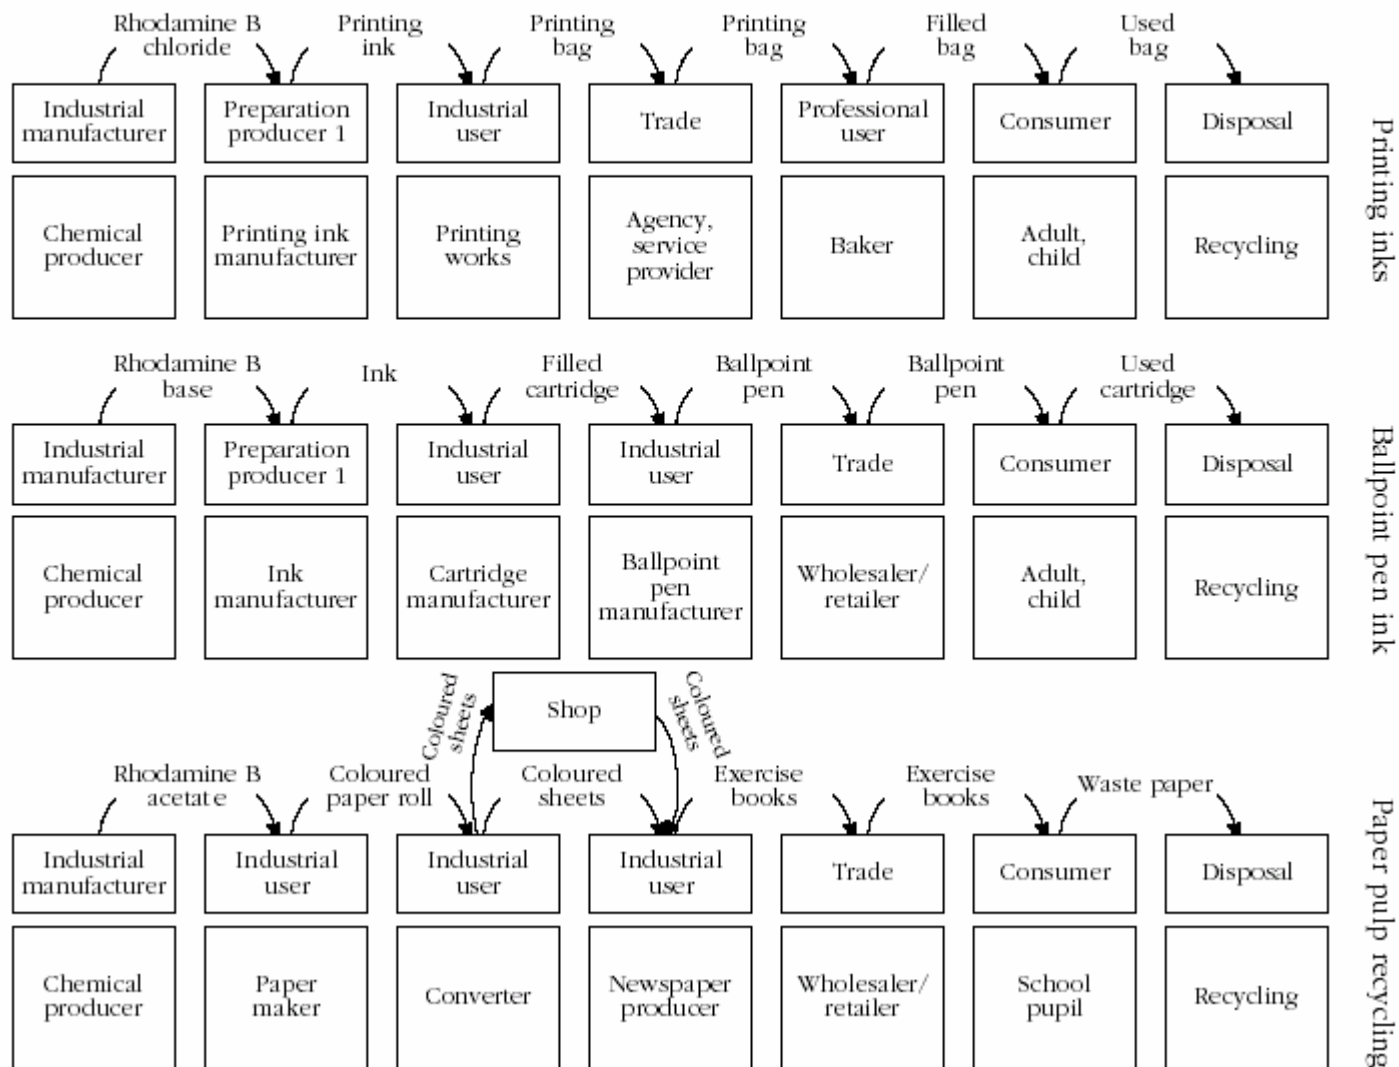 Rhodamine B
chloride
Printing
ink
Printing
bag
Printing
bag
Filled
bag
Used
bag
Industrial
manufacturer
Preparation
producer 1
Industrial
user
Trade
Professional
user
Consumer
Disposal
Chemical
producer
Printing ink
manufacturer
Printing
works
Agency,
service
provider
Baker
Adult,
child
Recycling
Printing inks
Rhodamine B
base
Ink
Filled
cartridge
Ballpoint
pen
Ballpoint
pen
Used
cartridge
Industrial
manufacturer
Preparation
producer 1
Industrial
user
Industrial
user
Trade
Consumer
Disposal
Chemical
producer
Ink
manufacturer
Cartridge
manufacturer
Ballpoint
pen
manufacturer
Wholesaler/
retailer
Adult,
child
Recycling
Ballpoint pen ink
Coloured
sheets
Shop
Coloured
sheets
Rhodamine B
acetate
Coloured
paper roll
Coloured
sheets
Exercise
books
Exercise
books
Waste paper
Industrial
manufacturer
Industrial
user
Industrial
user
Industrial
user
Trade
Consumer
Disposal
Chemical
producer
Paper
maker
Converter
Newspaper
producer
Wholesaler/
retailer
School
pupil
Recycling
Paper pulp recycling